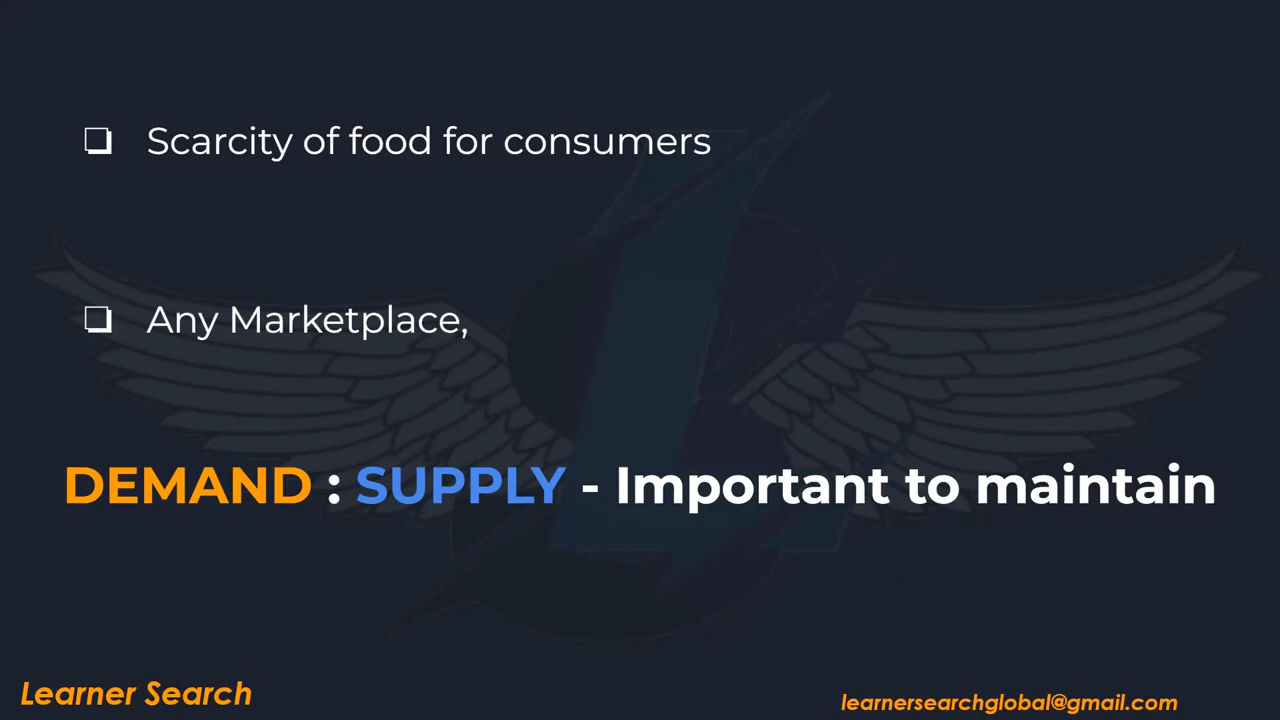 ❏ Scarcity of food for consumers
❏ Any Marketplace,
DEMAND : SUPPLY - Important to maintain
Learner Search
learnersearchglobal@gmail.com